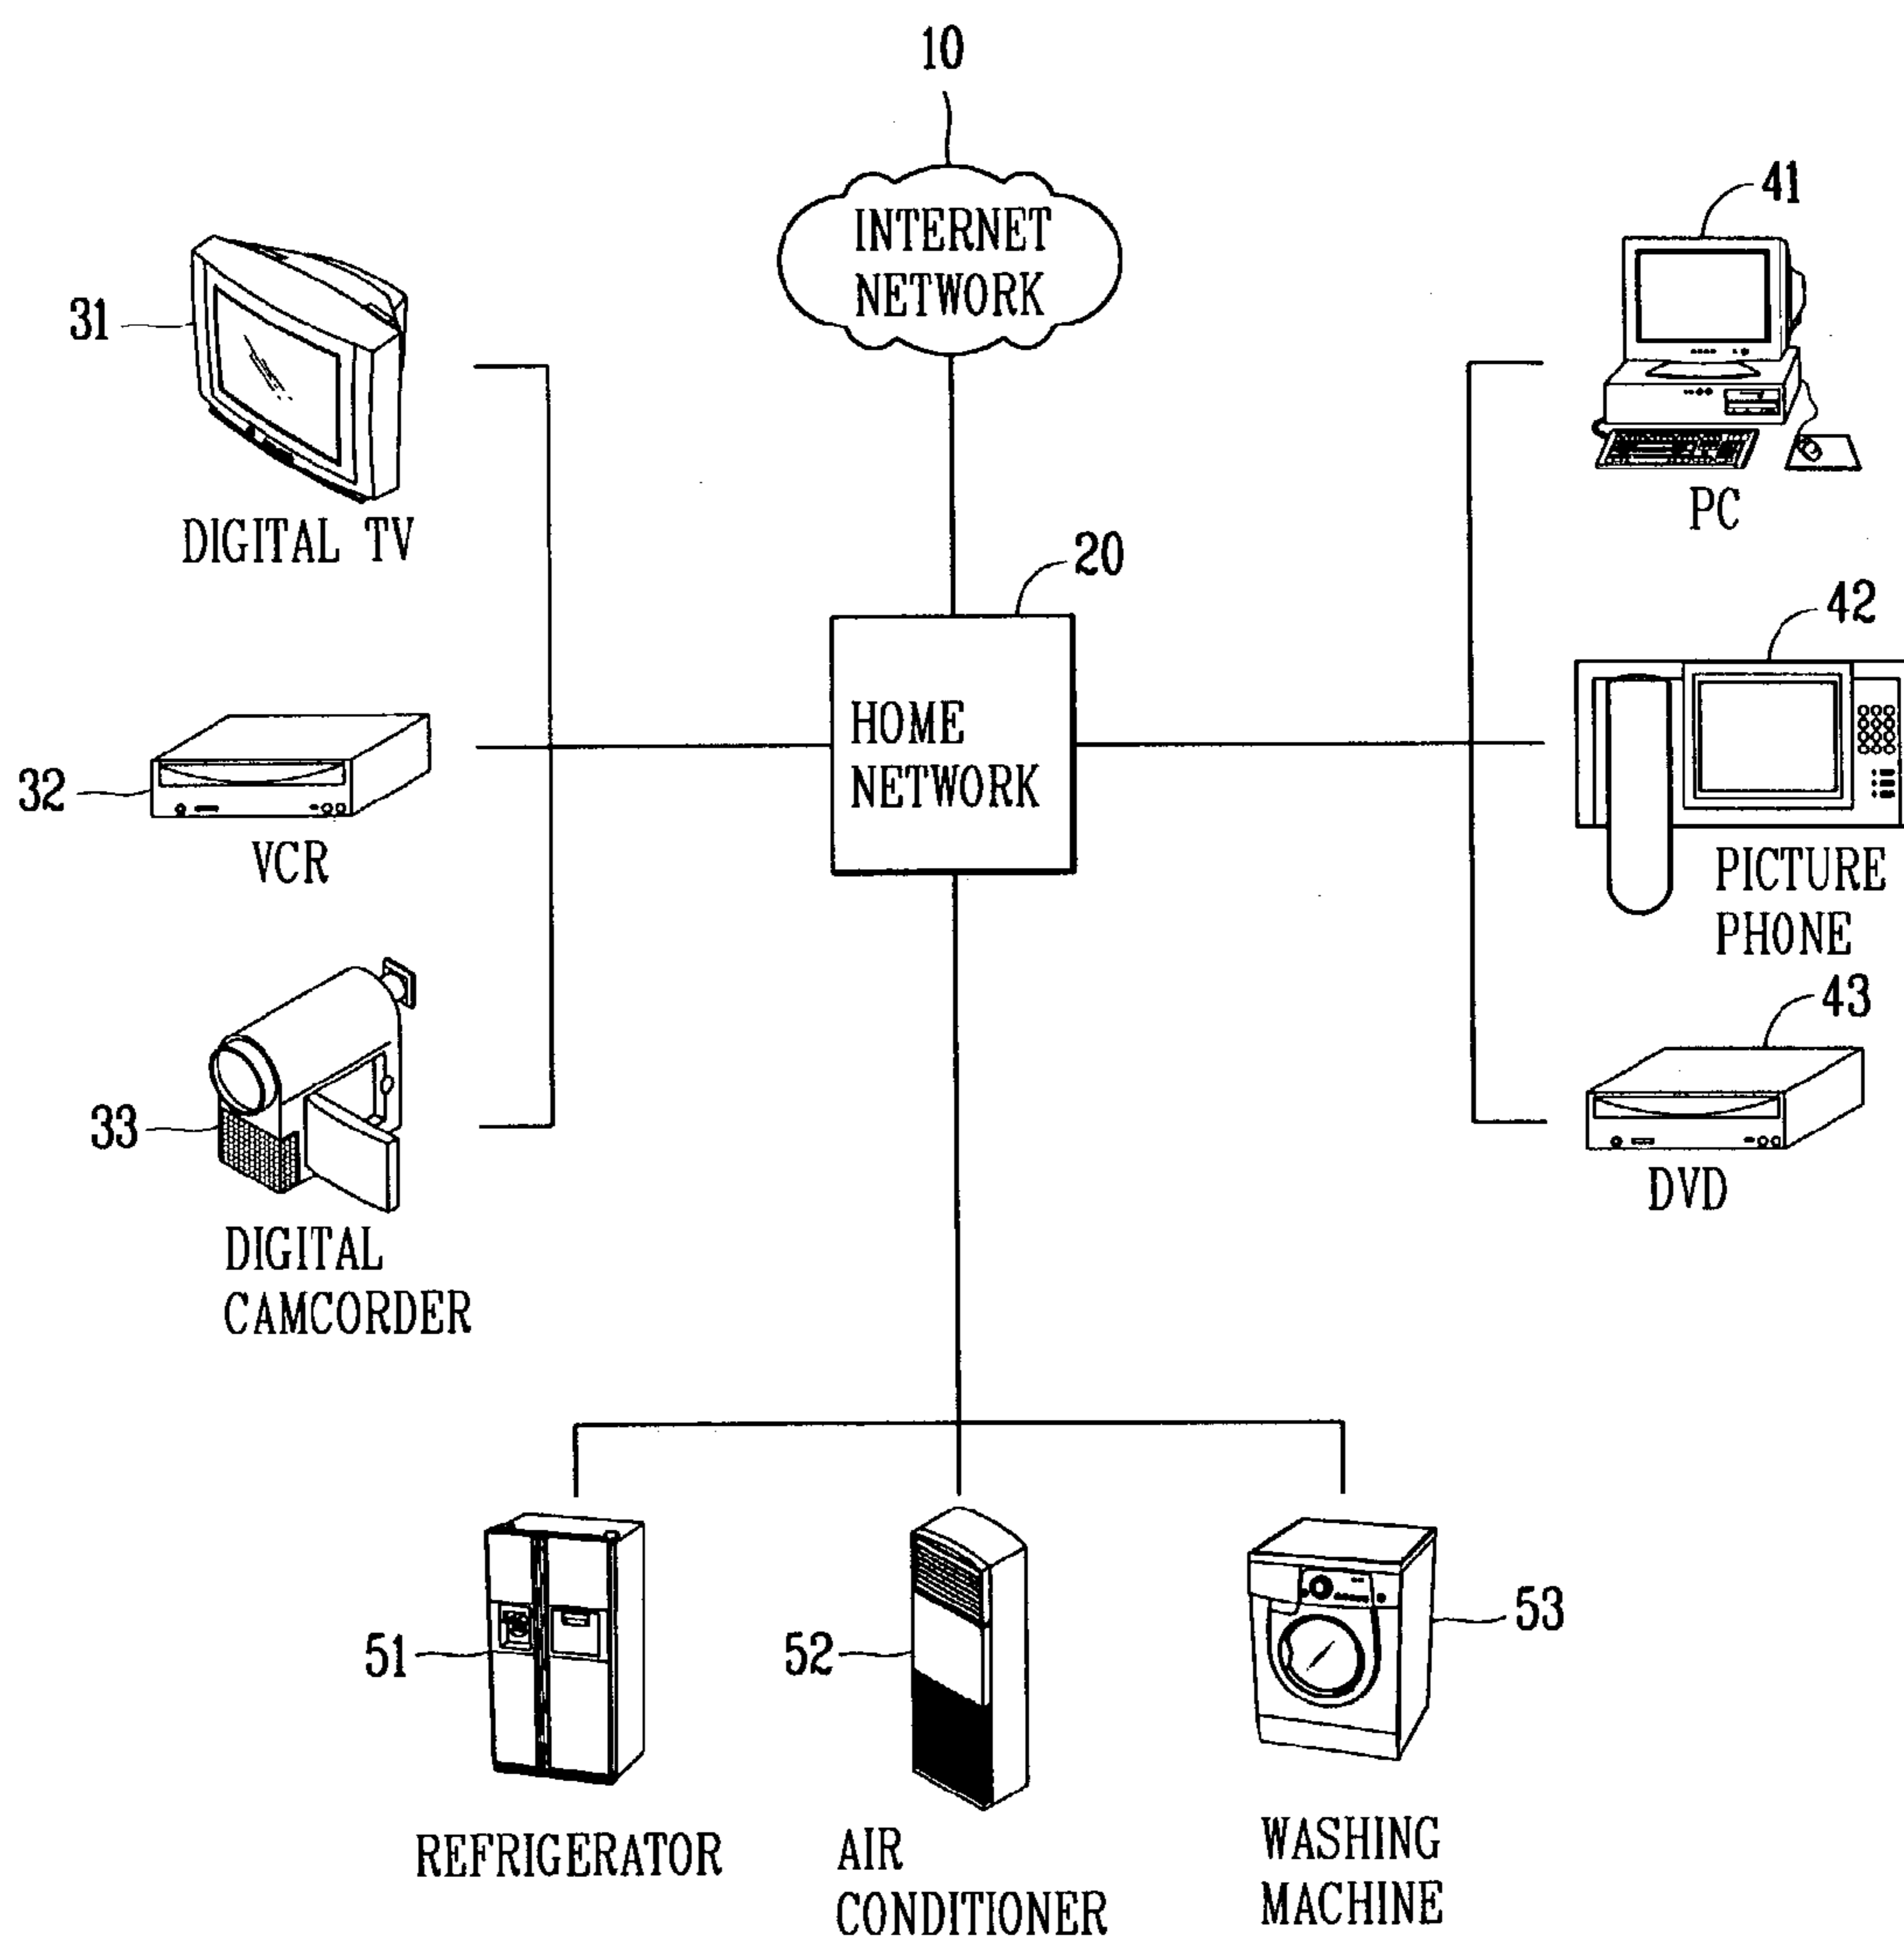 10
INTERNET
NETWORK
41
31
DIGITAL TV
PC
20
42
HOME
NETWORK
32
VCR
PICTURE
PHONE
43
33
DVD
DIGITAL
CAMCORDER
51
52
53
REFRIGERATOR
AIR
CONDITIONER
WASHING
MACHINE